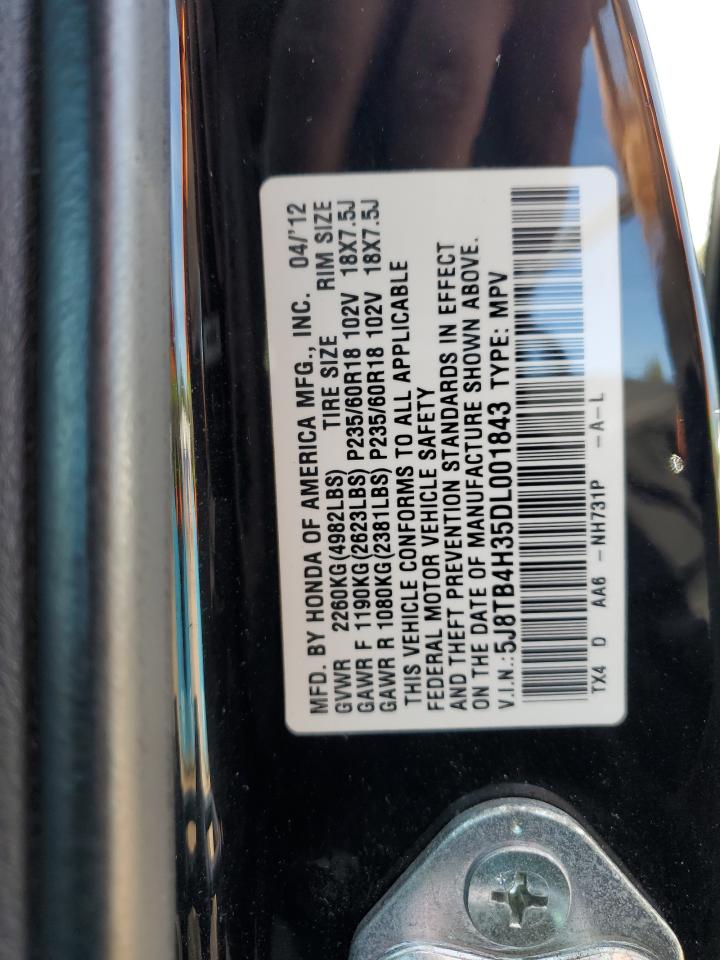 MFD. BY HONDA OF AMERICA MFG., INC. 04/'12
GVWR 2260KG(4982LBS) TIRE SIZE RIM SIZE
GAWR F 1190KG(2623LBS) P235/60R18 102V 18X7.5J
GAWR R 1080KG(2381LBS) P235/60R18 102V 18X7.5J
THIS VEHICLE CONFORMS TO ALL APPLICABLE
FEDERAL MOTOR VEHICLE SAFETY
AND THEFT PREVENTION STANDARDS IN EFFECT
ON THE DATE OF MANUFACTURE SHOWN ABOVE.
V.I.N.:5J8TB4H35DL001843 TYPE: MPV
TX4 D AA6 -NH731P -A-L